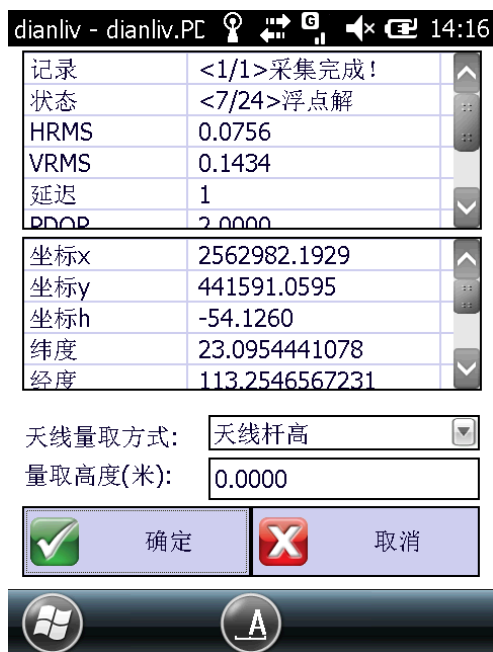 dianliv - dianliv.PD G 14:16
记录 <1/1>采集完成!
状态 <7/24>浮点解
HRMS 0.0756
VRMS 0.1434
延迟 1
PDOP 2.0000
坐标x 2562982.1929
坐标y 441591.0595
坐标h -54.1260
纬度 23.0954441078
经度 113.2546567231
天线量取方式: 天线杆高
量取高度(米): 0.0000
确定 取消
A